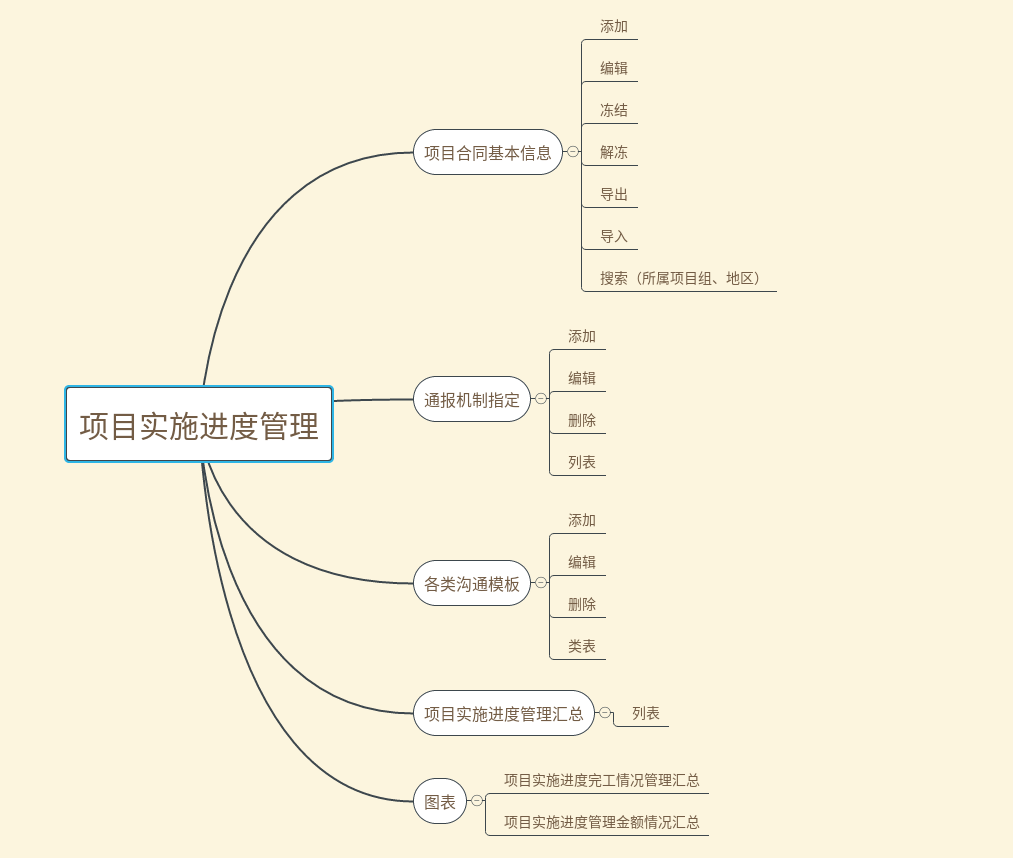 项目实施进度管理
项目合同基本信息
添加
编辑
冻结
解冻
导出
导入
搜索（所属项目组、地区）
通报机制指定
添加
编辑
删除
列表
各类沟通模板
添加
编辑
删除
类表
项目实施进度管理汇总
列表
图表
项目实施进度完工情况管理汇总
项目实施进度管理金额情况汇总